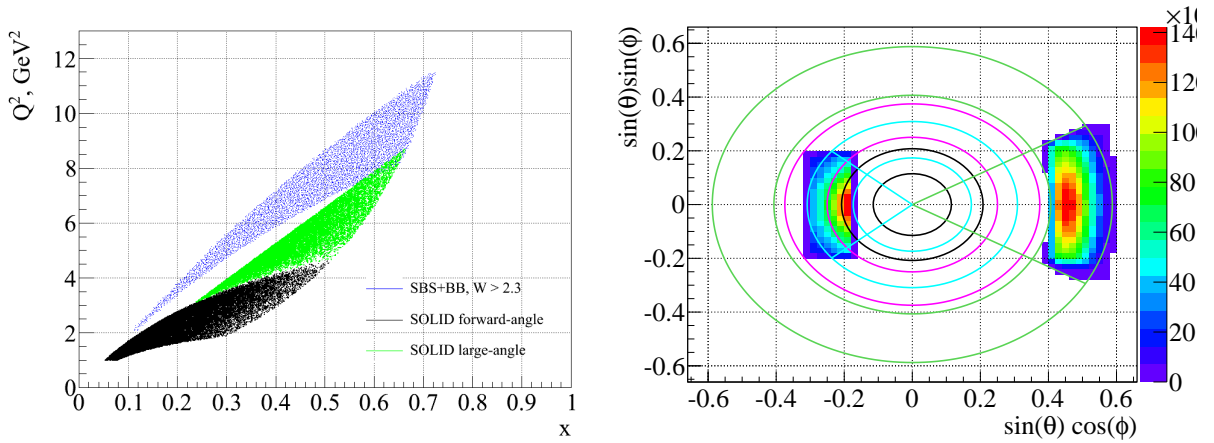 Q², GeV²
12
10
8
6
4
2
0
SBS+BB, W > 2.3
SOLID forward-angle
SOLID large-angle
0 0.1 0.2 0.3 0.4 0.5 0.6 0.7 0.8 0.9 1
x
sin(θ)sin(ϕ)
0.6
0.4
0.2
0
-0.2
-0.4
-0.6
-0.6 -0.4 -0.2 0 0.2 0.4 0.6
sin(θ) cos(ϕ)
×10
140
120
100
80
60
40
20
0